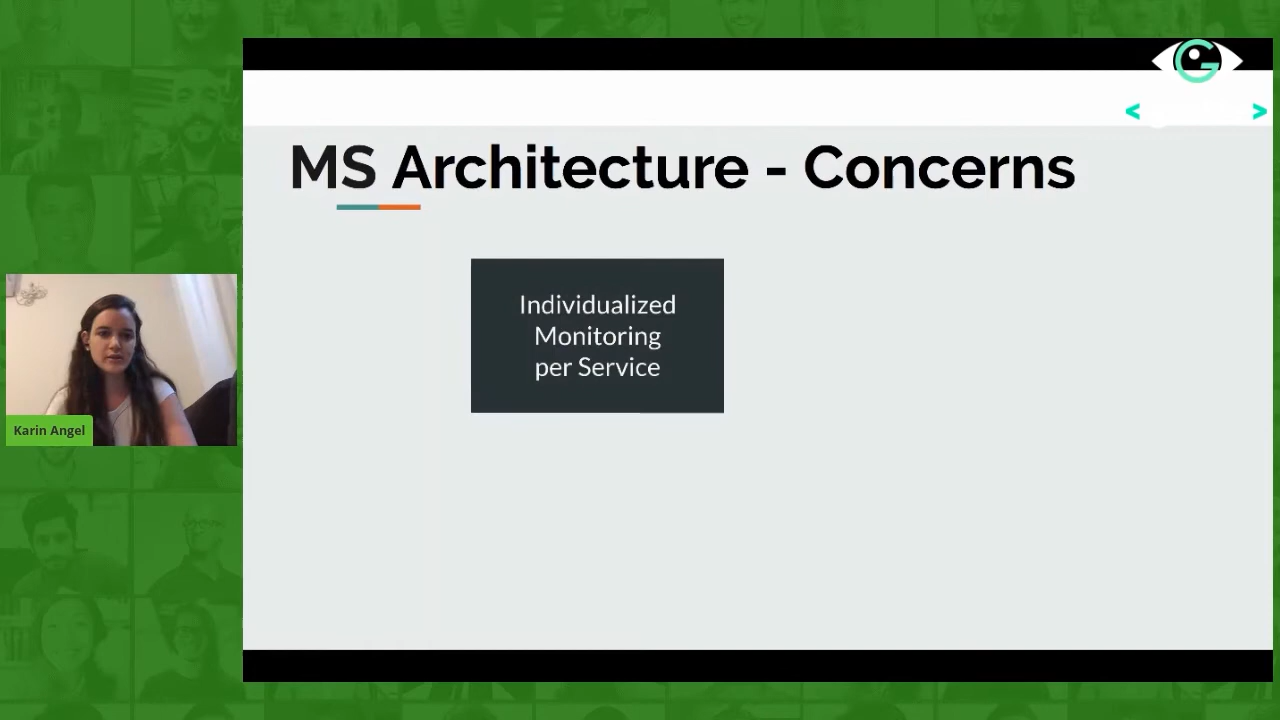 MS Architecture - Concerns
Individualized
Monitoring
per Service
Karin Angel
< >